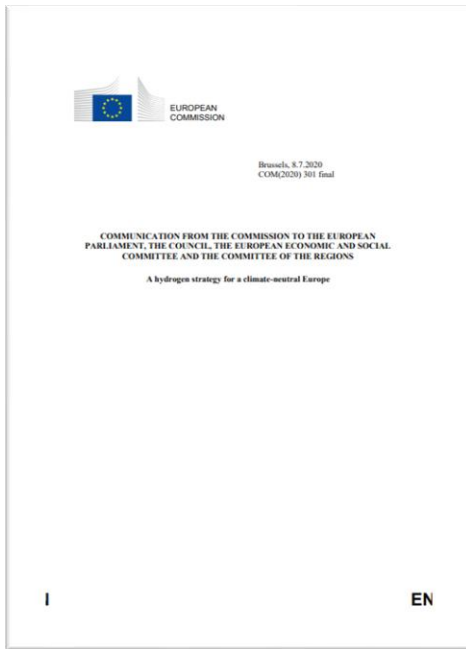 EUROPEAN
COMMISSION
Brussels, 8.7.2020
COM(2020) 301 final
COMMUNICATION FROM THE COMMISSION TO THE EUROPEAN
PARLIAMENT, THE COUNCIL, THE EUROPEAN ECONOMIC AND SOCIAL
COMMITTEE AND THE COMMITTEE OF THE REGIONS
A hydrogen strategy for a climate-neutral Europe
EN